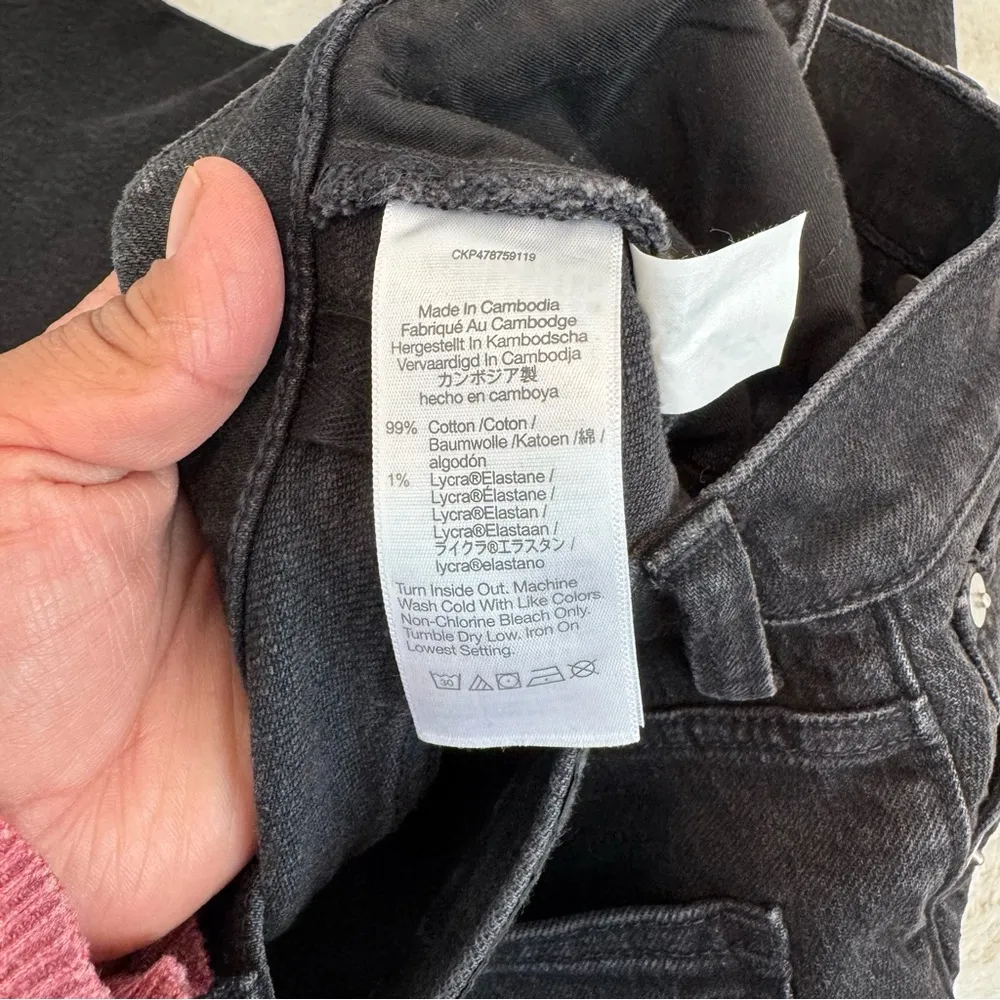 CKP478759119
Made In Cambodia
Fabriqué Au Cambodge
Hergestellt In Kambodscha
Vervaardigd In Cambodja
カンボジア製
hecho en camboya
99% Cotton /Coton /
Baumwolle /Katoen /綿 /
algodón
1% Lycra®Elastane /
Lycra®Élastane /
Lycra®Elastan /
Lycra®Elastaan /
ライクラ®エラスタン /
lycra®elastano
Turn Inside Out. Machine
Wash Cold With Like Colors.
Non-Chlorine Bleach Only.
Tumble Dry Low. Iron On
Lowest Setting.
30